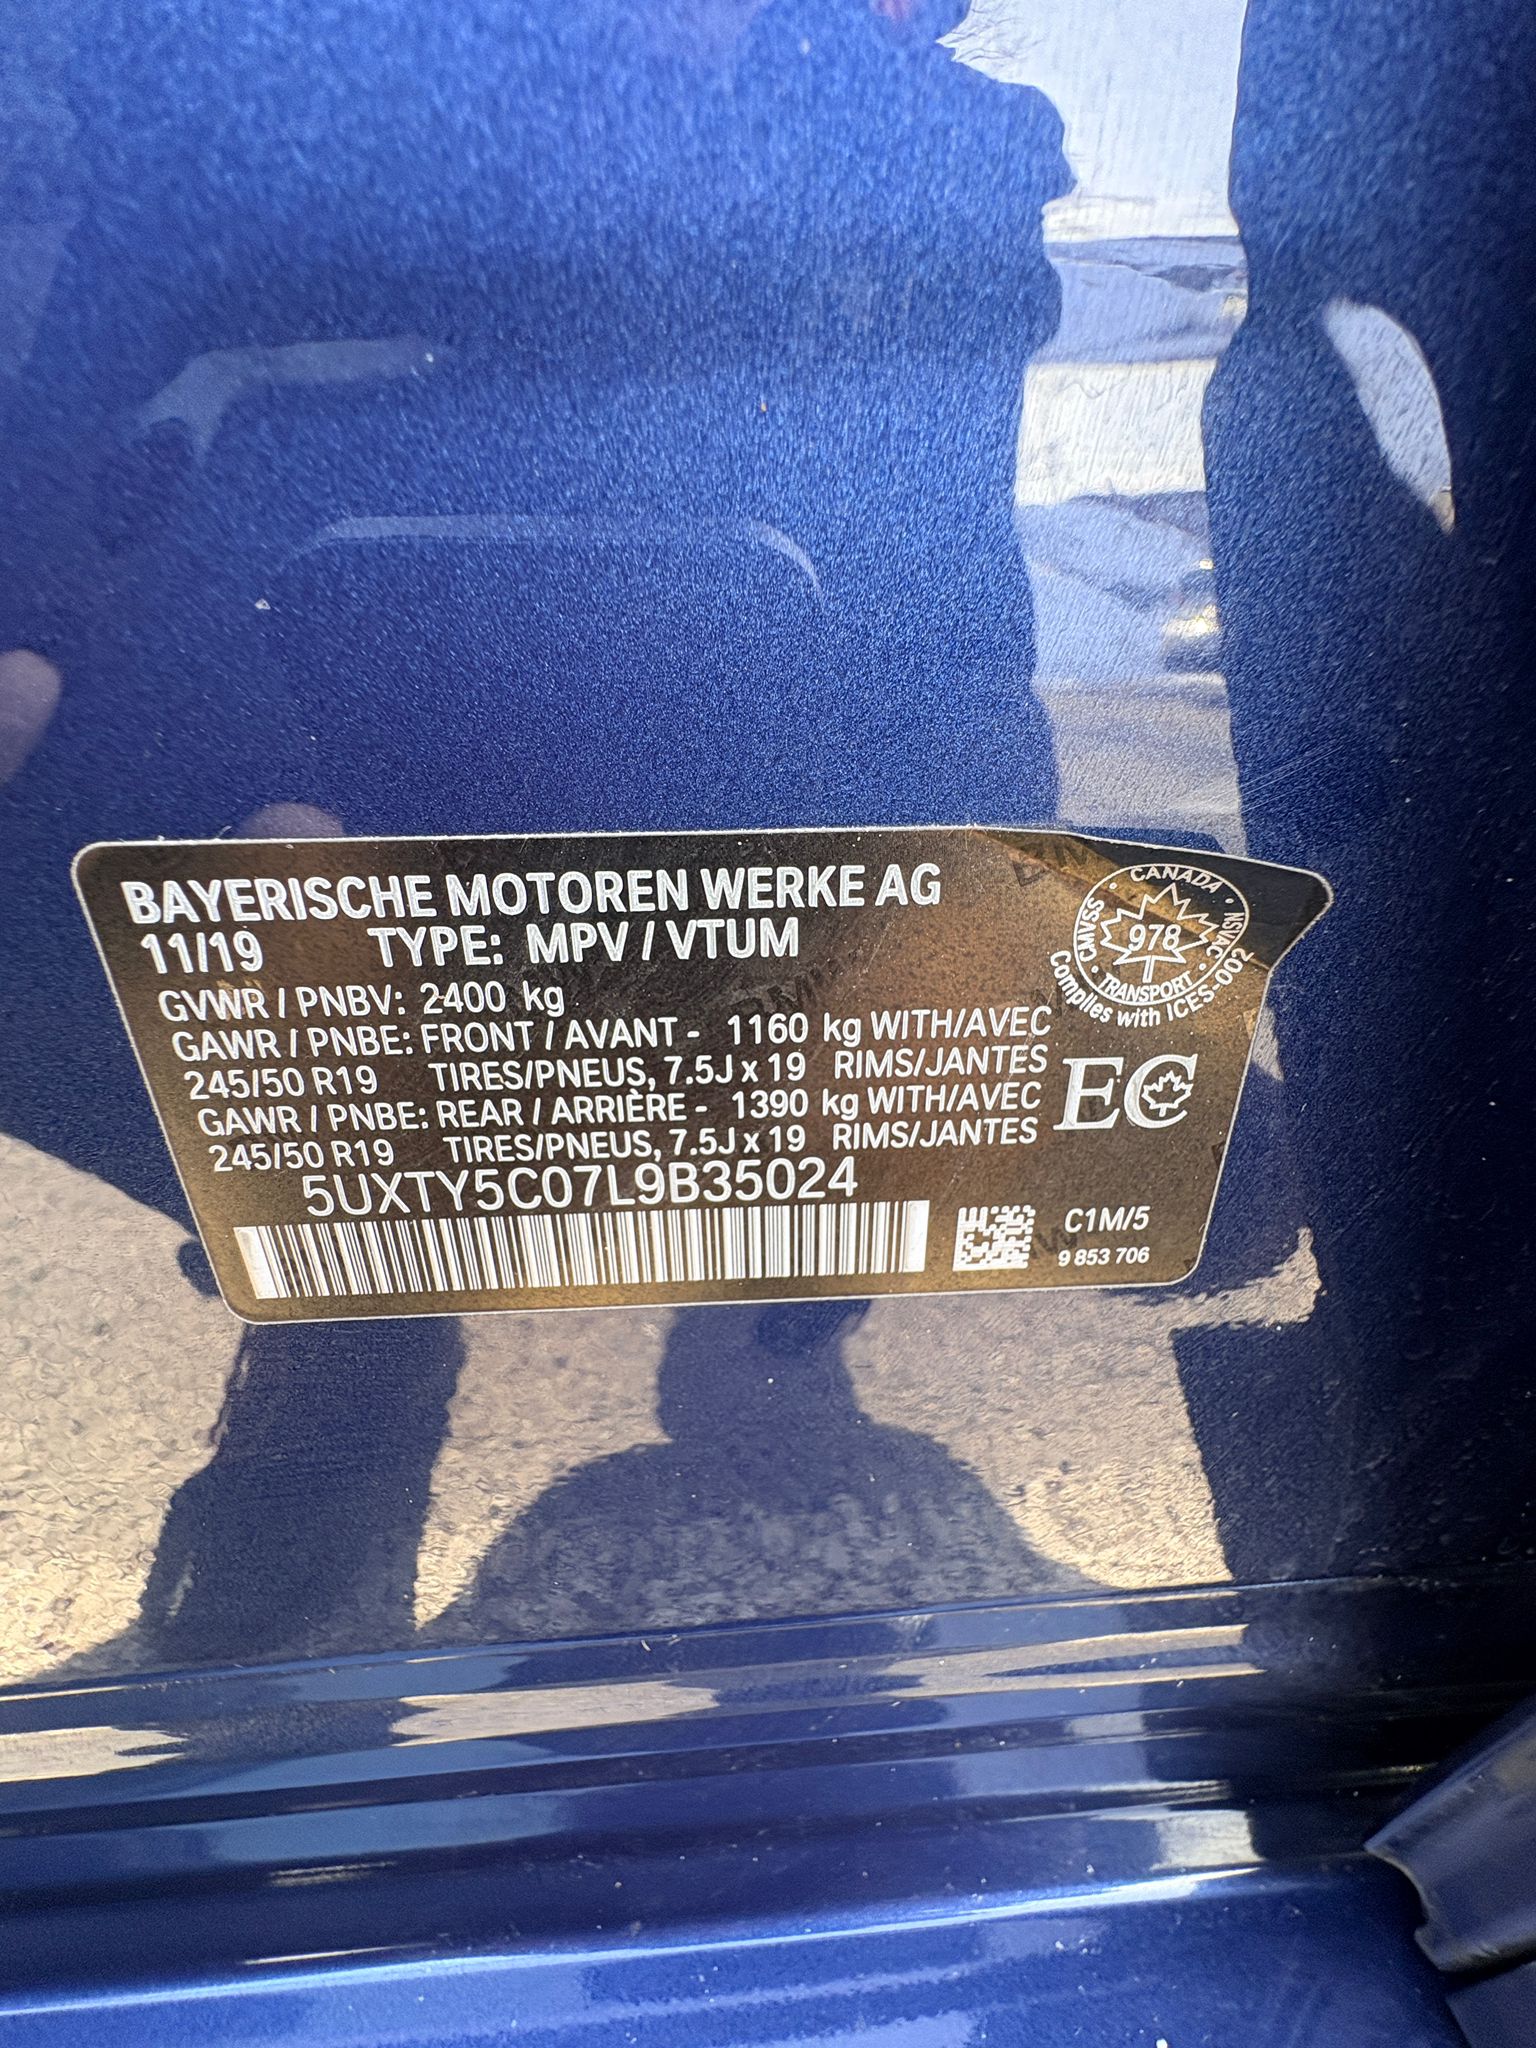 BAYERISCHE MOTOREN WERKE AG
11/19 TYPE: MPV / VTUM
GVWR / PNBV: 2400 kg
GAWR / PNBE: FRONT / AVANT - 1160 kg WITH/AVEC
245/50 R19 TIRES/PNEUS, 7.5J x 19 RIMS/JANTES
GAWR / PNBE: REAR / ARRIÈRE - 1390 kg WITH/AVEC
245/50 R19 TIRES/PNEUS, 7.5J x 19 RIMS/JANTES
5UXTY5C07L9B35024
CANADA
CMVSS 978 NSVAC
TRANSPORT
Complies with ICES-002
EC
C1M/5
9 853 706